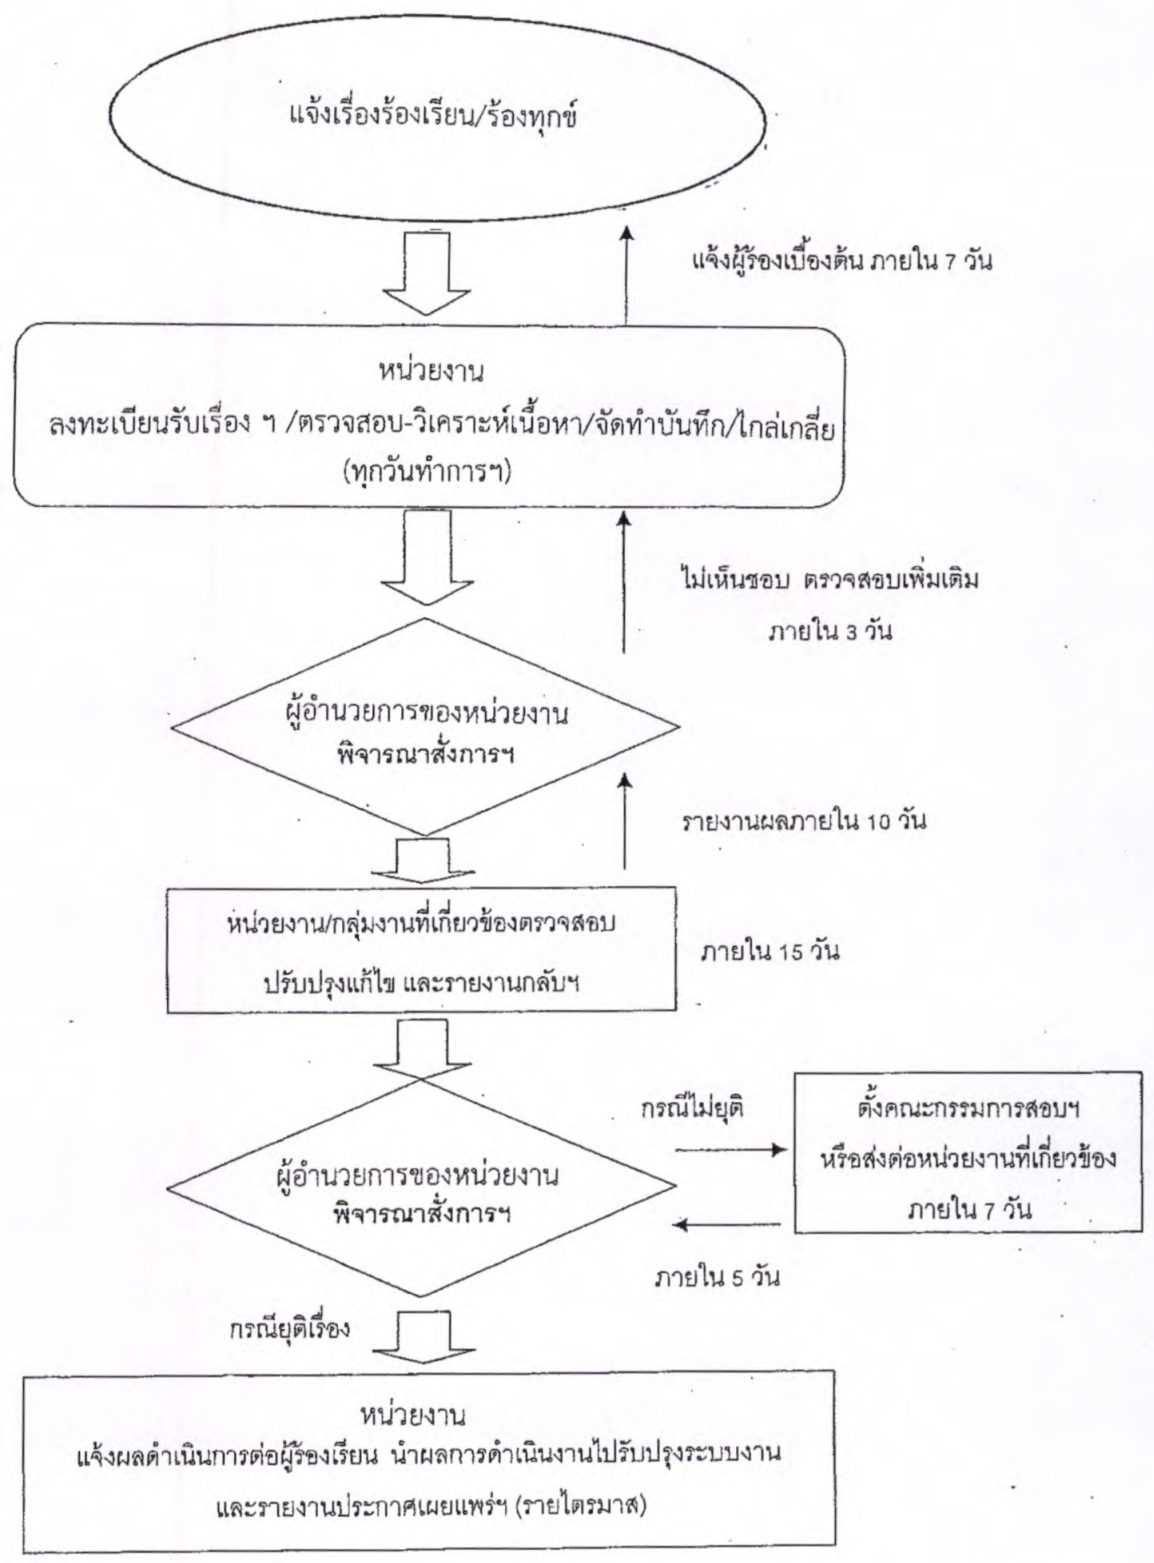 แจ้งเรื่องร้องเรียน/ร้องทุกข์
แจ้งผู้ร้องเบื้องต้น ภายใน 7 วัน
หน่วยงาน
ลงทะเบียนรับเรื่อง ฯ /ตรวจสอบ-วิเคราะห์เนื้อหา/จัดทำบันทึก/ไกล่เกลี่ย
(ทุกวันทำการฯ)
ไม่เห็นชอบ ตรวจสอบเพิ่มเติม
ภายใน 3 วัน
ผู้อำนวยการของหน่วยงาน
พิจารณาสั่งการฯ
รายงานผลภายใน 10 วัน
หน่วยงาน/กลุ่มงานที่เกี่ยวข้องตรวจสอบ
ปรับปรุงแก้ไข และรายงานกลับฯ
ภายใน 15 วัน
กรณีไม่ยุติ
ตั้งคณะกรรมการสอบฯ
หรือส่งต่อหน่วยงานที่เกี่ยวข้อง
ภายใน 7 วัน
ผู้อำนวยการของหน่วยงาน
พิจารณาสั่งการฯ
ภายใน 5 วัน
กรณียุติเรื่อง
หน่วยงาน
แจ้งผลดำเนินการต่อผู้ร้องเรียน นำผลการดำเนินงานไปรับปรุงระบบงาน
และรายงานประกาศเผยแพร่ฯ (รายไตรมาส)